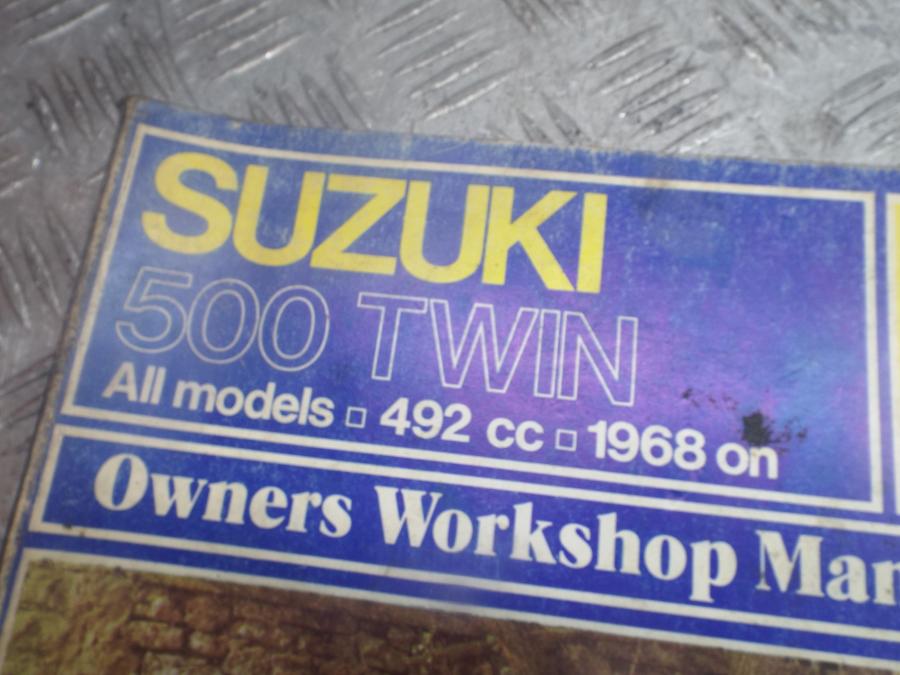 SUZUKI
500 TWIN
All models □ 492 cc □ 1968 on
Owners Workshop Man